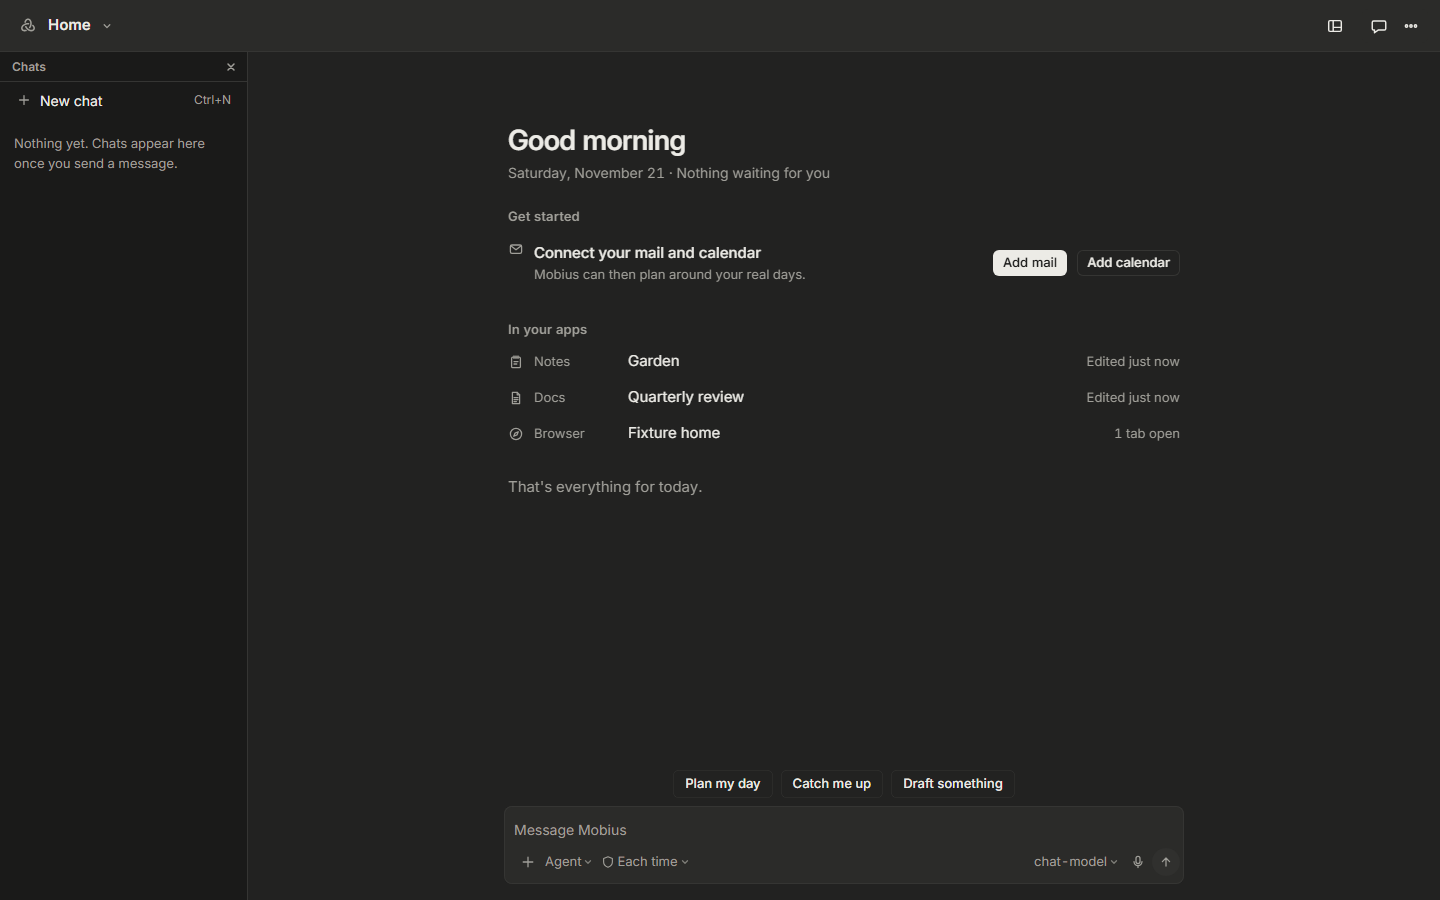 Home
Chats
New chat Ctrl+N
Nothing yet. Chats appear here
once you send a message.
Good morning
Saturday, November 21 · Nothing waiting for you
Get started
Connect your mail and calendar
Mobius can then plan around your real days.
Add mail
Add calendar
In your apps
Notes Garden Edited just now
Docs Quarterly review Edited just now
Browser Fixture home 1 tab open
That's everything for today.
Plan my day Catch me up Draft something
Message Mobius
Agent Each time chat-model